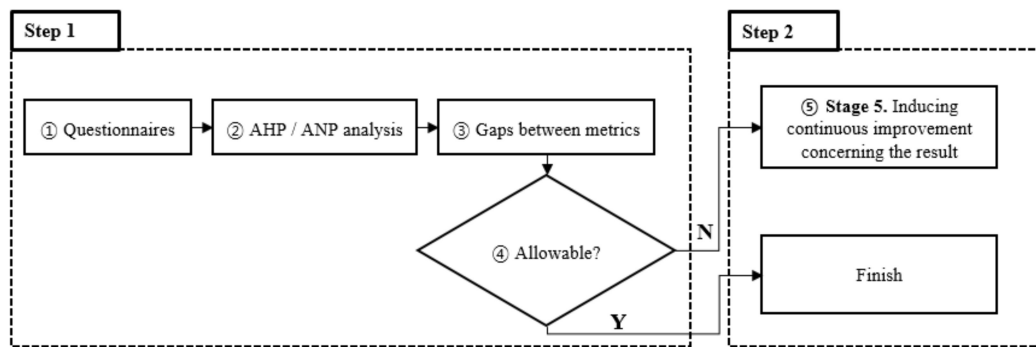 Step 1
Step 2
① Questionnaires
② AHP / ANP analysis
③ Gaps between metrics
⑤ Stage 5. Inducing
continuous improvement
concerning the result
④ Allowable?
N
Finish
Y